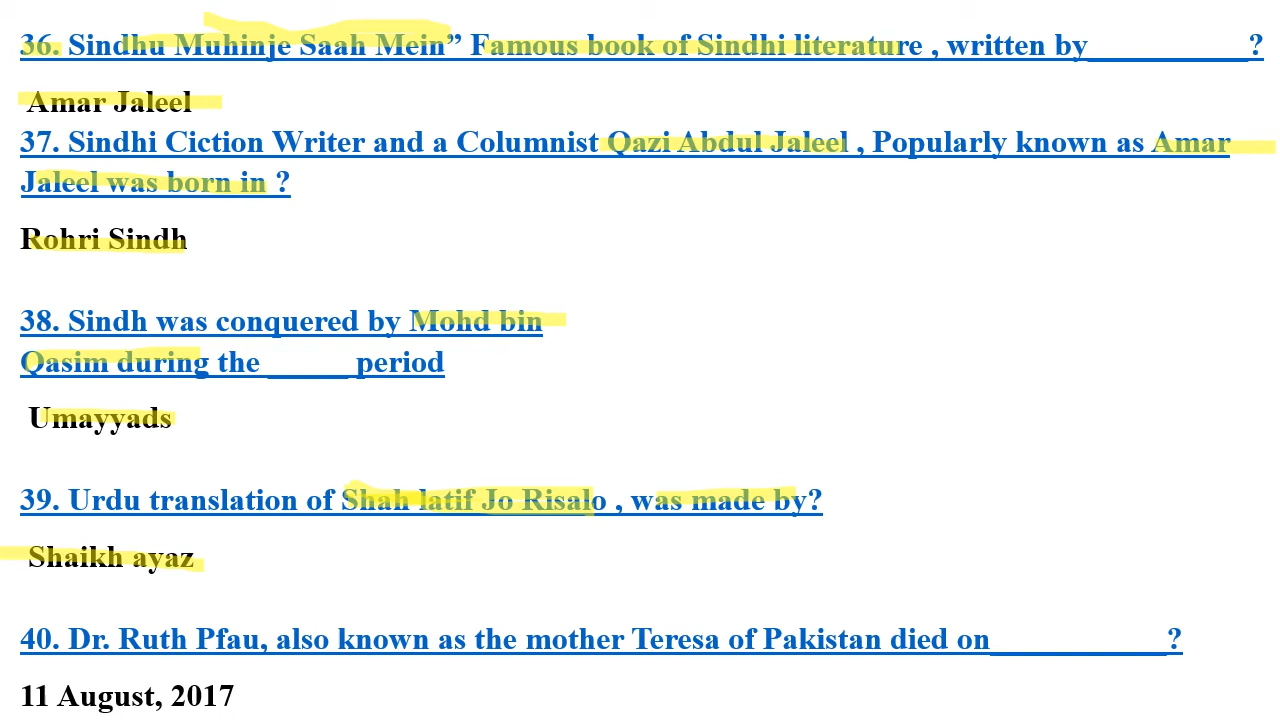 36. Sindhu Muhinje Saah Mein” Famous book of Sindhi literature , written by__________?
Amar Jaleel
37. Sindhi Ciction Writer and a Columnist Qazi Abdul Jaleel , Popularly known as Amar
Jaleel was born in ?
Rohri Sindh
38. Sindh was conquered by Mohd bin
Qasim during the _____ period
Umayyads
39. Urdu translation of Shah latif Jo Risalo , was made by?
Shaikh ayaz
40. Dr. Ruth Pfau, also known as the mother Teresa of Pakistan died on___________?
11 August, 2017